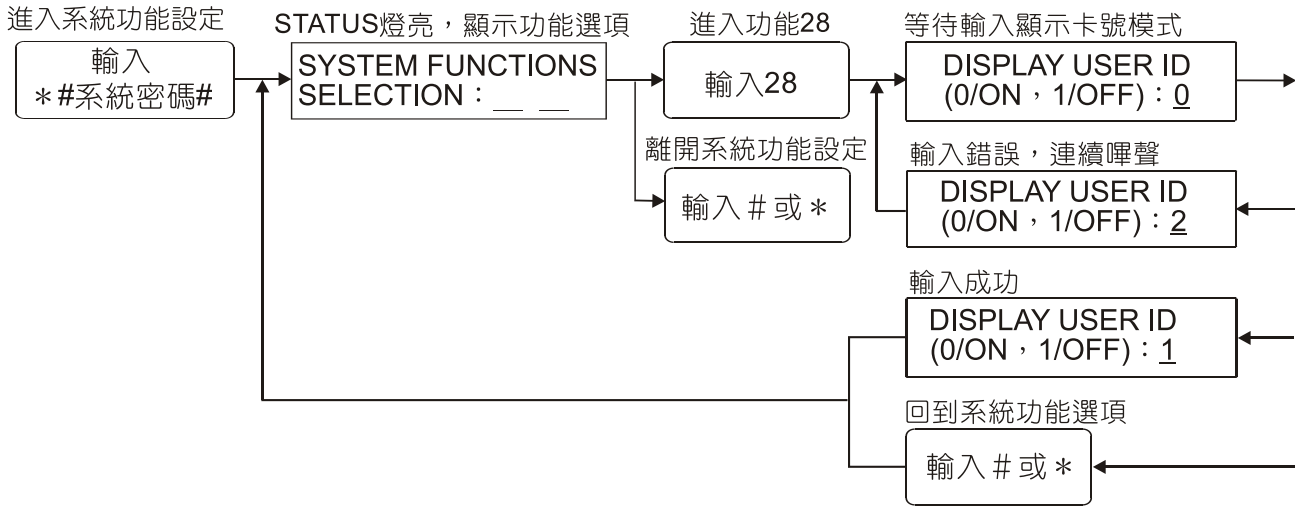 進入系統功能設定
輸入
＊#系統密碼#
STATUS燈亮，顯示功能選項
SYSTEM FUNCTIONS
SELECTION：__ __
進入功能28
輸入28
離開系統功能設定
輸入＃或＊
等待輸入顯示卡號模式
DISPLAY USER ID
(0/ON，1/OFF)：0
輸入錯誤，連續嗶聲
DISPLAY USER ID
(0/ON，1/OFF)：2
輸入成功
DISPLAY USER ID
(0/ON，1/OFF)：1
回到系統功能選項
輸入＃或＊